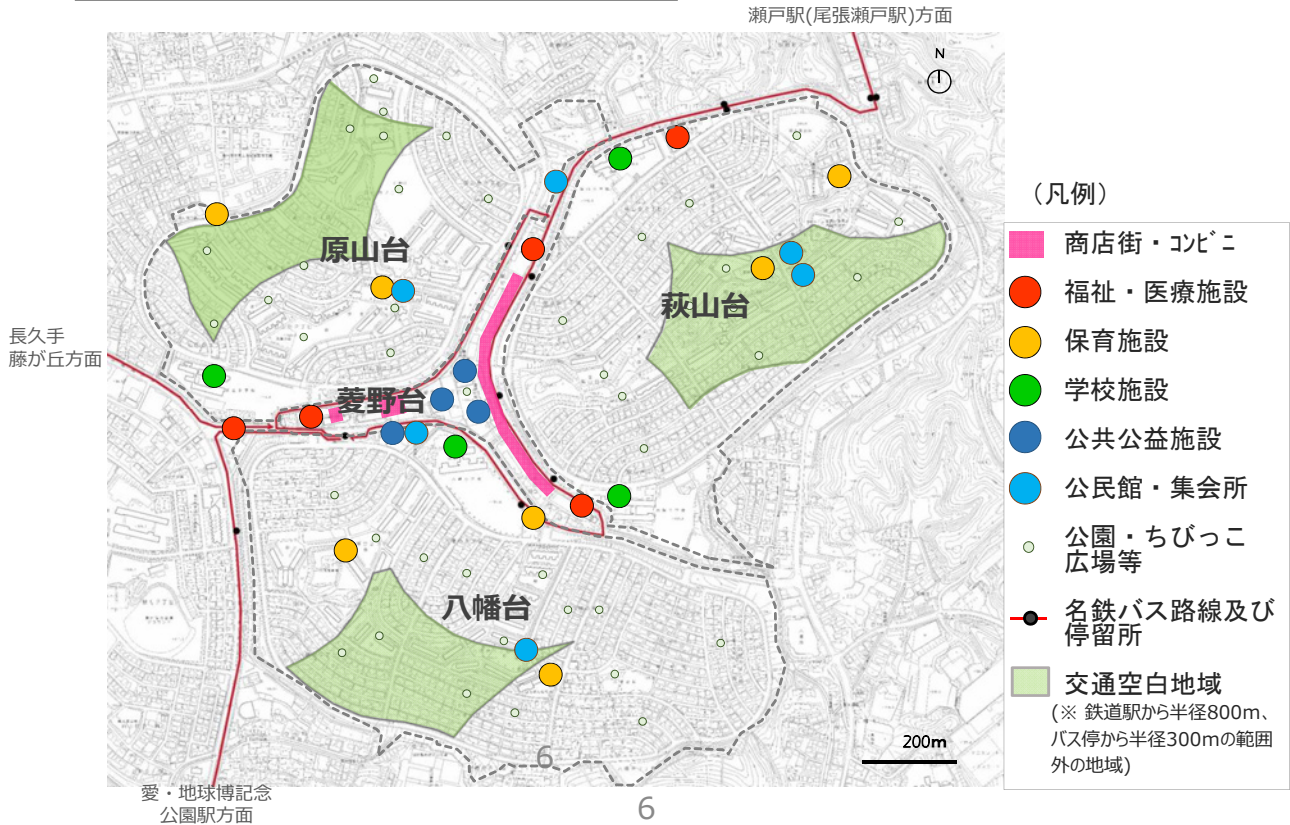 瀬戸駅(尾張瀬戸駅)方面
N
原山台
萩山台
長久手
藤が丘方面
菱野台
八幡台
200m
6
愛・地球博記念
公園駅方面
6
(凡例)
商店街・ｺﾝﾋﾞﾆ
福祉・医療施設
保育施設
学校施設
公共公益施設
公民館・集会所
公園・ちびっこ
広場等
名鉄バス路線及び
停留所
交通空白地域
(※ 鉄道駅から半径800m、
バス停から半径300mの範囲
外の地域)